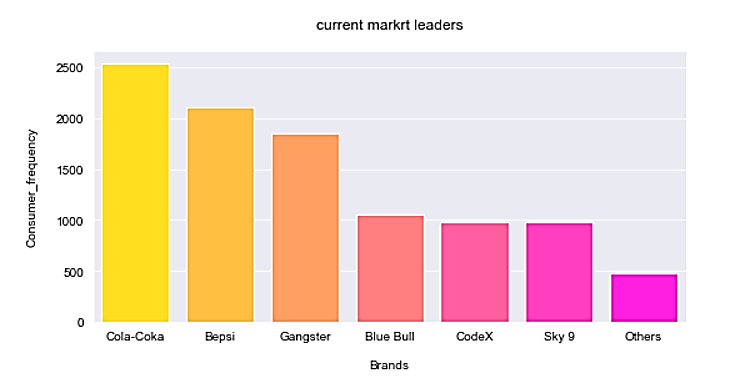 current markrt leaders
Consumer_frequency
2500
2000
1500
1000
500
0
Cola-Coka Bepsi Gangster Blue Bull CodeX Sky 9 Others
Brands